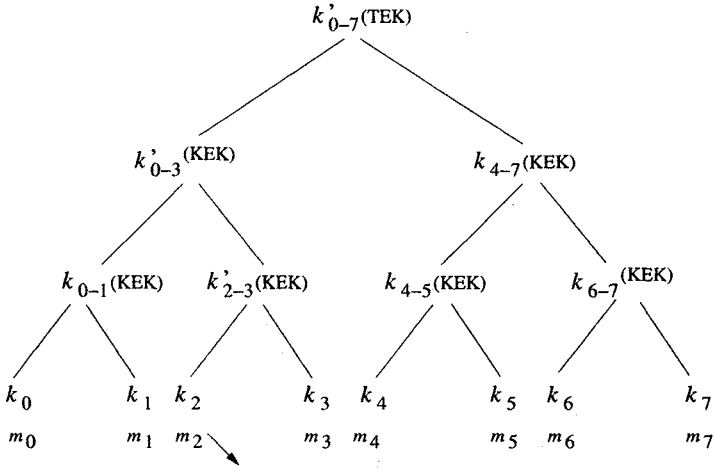 k'0–7(TEK)
k'0–3(KEK) k4–7(KEK)
k0–1(KEK) k'2–3(KEK) k4–5(KEK) k6–7(KEK)
k0 k1 k2 k3 k4 k5 k6 k7
m0 m1 m2 m3 m4 m5 m6 m7